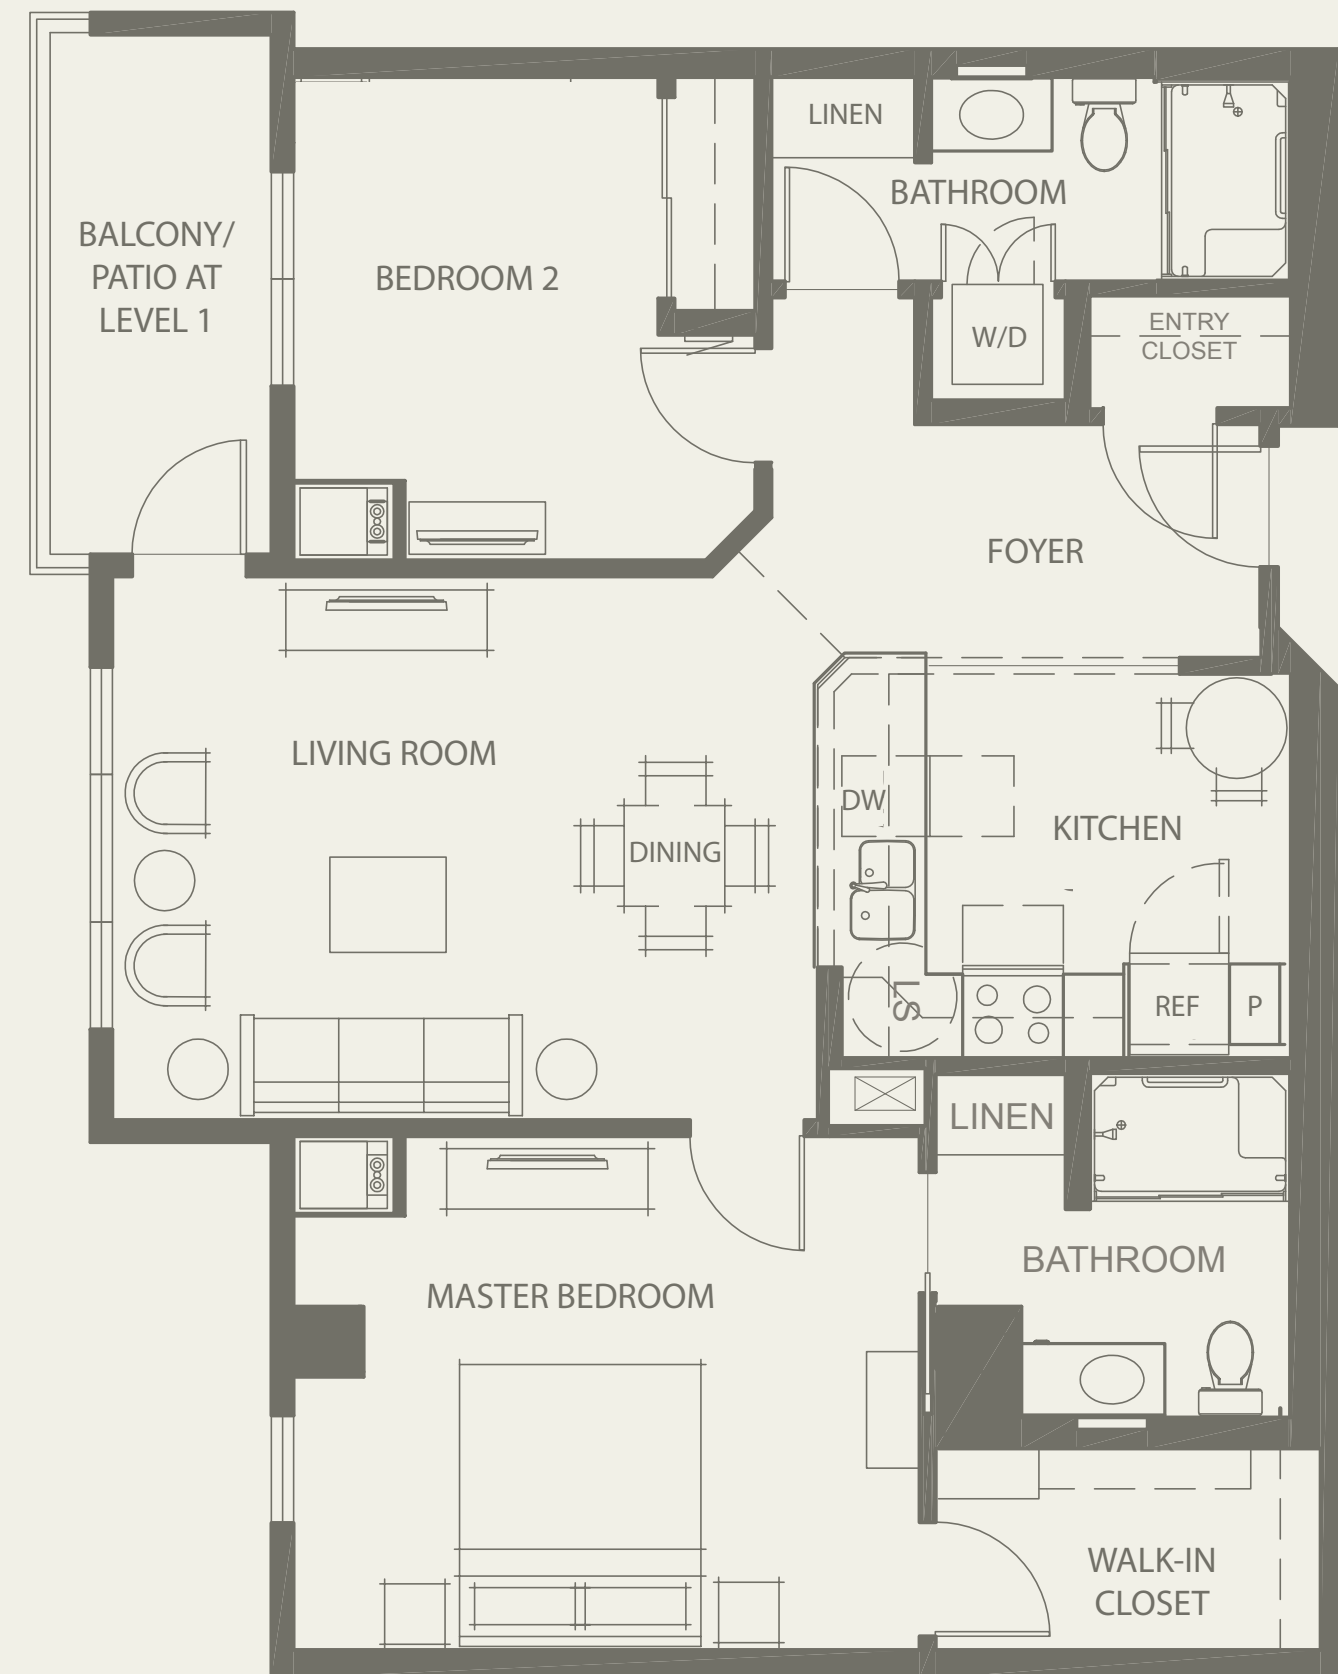 LINEN
BATHROOM
BALCONY/
PATIO AT
LEVEL 1
BEDROOM 2
W/D
ENTRY
CLOSET
FOYER
LIVING ROOM
DINING
DW
KITCHEN
LS
REF
P
LINEN
BATHROOM
MASTER BEDROOM
WALK-IN
CLOSET